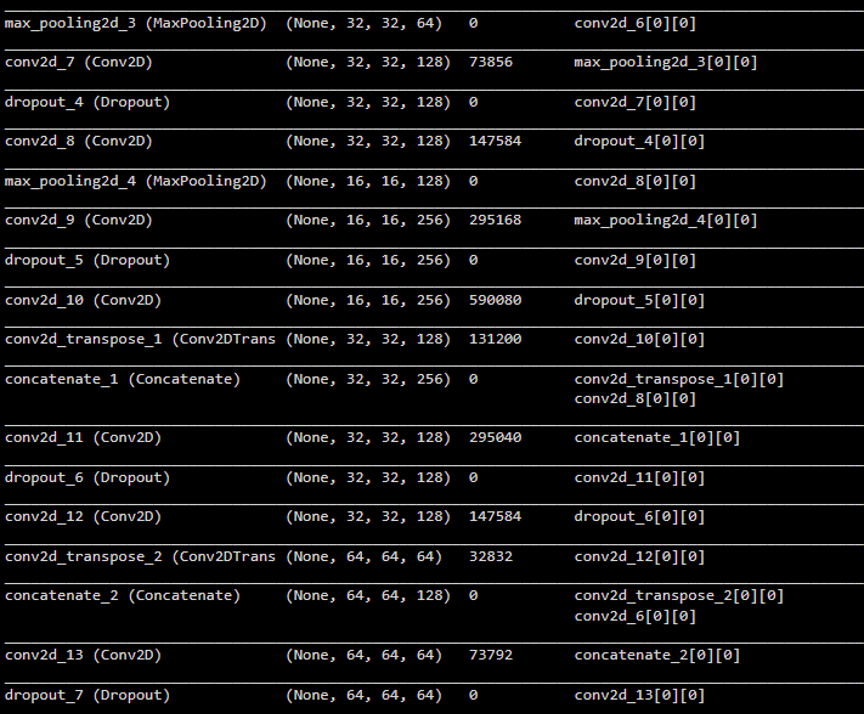 max_pooling2d_3 (MaxPooling2D) (None, 32, 32, 64) 0 conv2d_6[0][0]
conv2d_7 (Conv2D) (None, 32, 32, 128) 73856 max_pooling2d_3[0][0]
dropout_4 (Dropout) (None, 32, 32, 128) 0 conv2d_7[0][0]
conv2d_8 (Conv2D) (None, 32, 32, 128) 147584 dropout_4[0][0]
max_pooling2d_4 (MaxPooling2D) (None, 16, 16, 128) 0 conv2d_8[0][0]
conv2d_9 (Conv2D) (None, 16, 16, 256) 295168 max_pooling2d_4[0][0]
dropout_5 (Dropout) (None, 16, 16, 256) 0 conv2d_9[0][0]
conv2d_10 (Conv2D) (None, 16, 16, 256) 590080 dropout_5[0][0]
conv2d_transpose_1 (Conv2DTrans (None, 32, 32, 128) 131200 conv2d_10[0][0]
concatenate_1 (Concatenate) (None, 32, 32, 256) 0 conv2d_transpose_1[0][0]
conv2d_8[0][0]
conv2d_11 (Conv2D) (None, 32, 32, 128) 295040 concatenate_1[0][0]
dropout_6 (Dropout) (None, 32, 32, 128) 0 conv2d_11[0][0]
conv2d_12 (Conv2D) (None, 32, 32, 128) 147584 dropout_6[0][0]
conv2d_transpose_2 (Conv2DTrans (None, 64, 64, 64) 32832 conv2d_12[0][0]
concatenate_2 (Concatenate) (None, 64, 64, 128) 0 conv2d_transpose_2[0][0]
conv2d_6[0][0]
conv2d_13 (Conv2D) (None, 64, 64, 64) 73792 concatenate_2[0][0]
dropout_7 (Dropout) (None, 64, 64, 64) 0 conv2d_13[0][0]